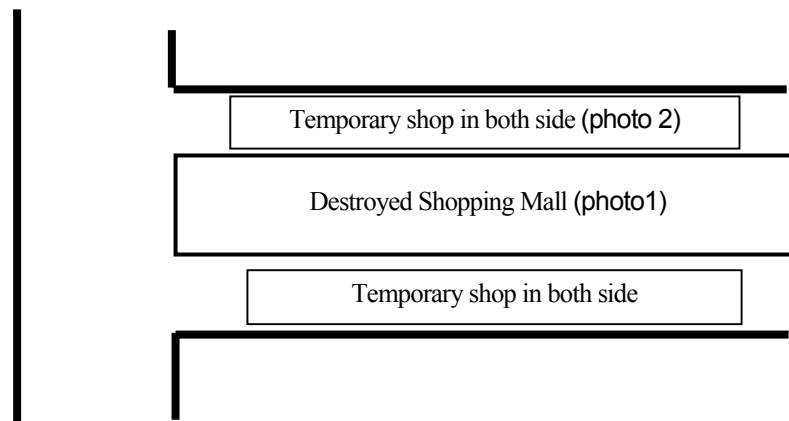 Temporary shop in both side (photo 2)
Destroyed Shopping Mall (photo1)
Temporary shop in both side